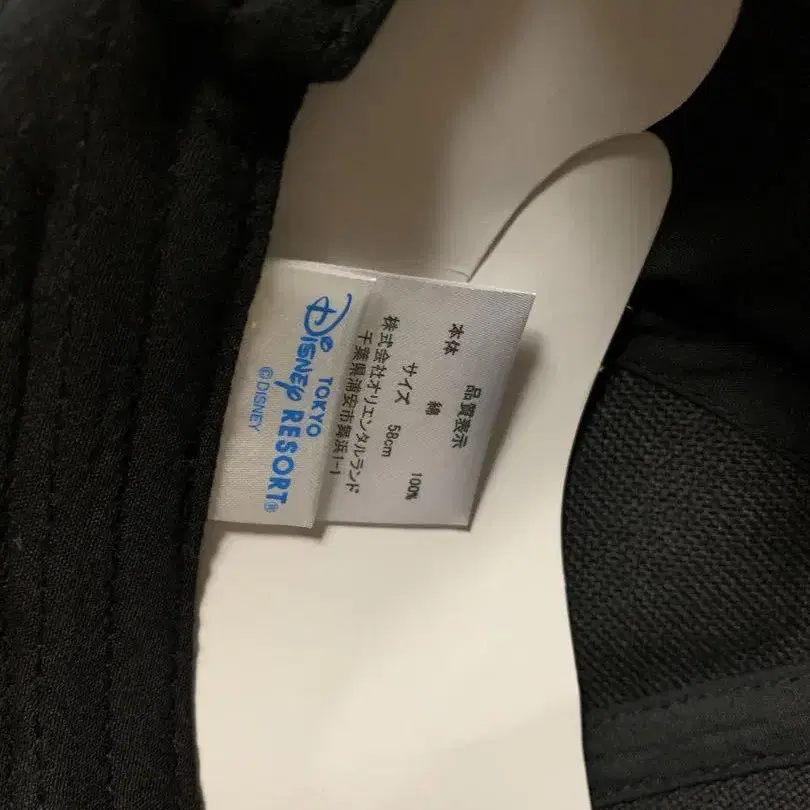 TOKYO
Disney RESORT®
©DISNEY
品質表示
本体 綿 100%
サイズ 58cm
株式会社オリエンタルランド
千葉県浦安市舞浜1-1